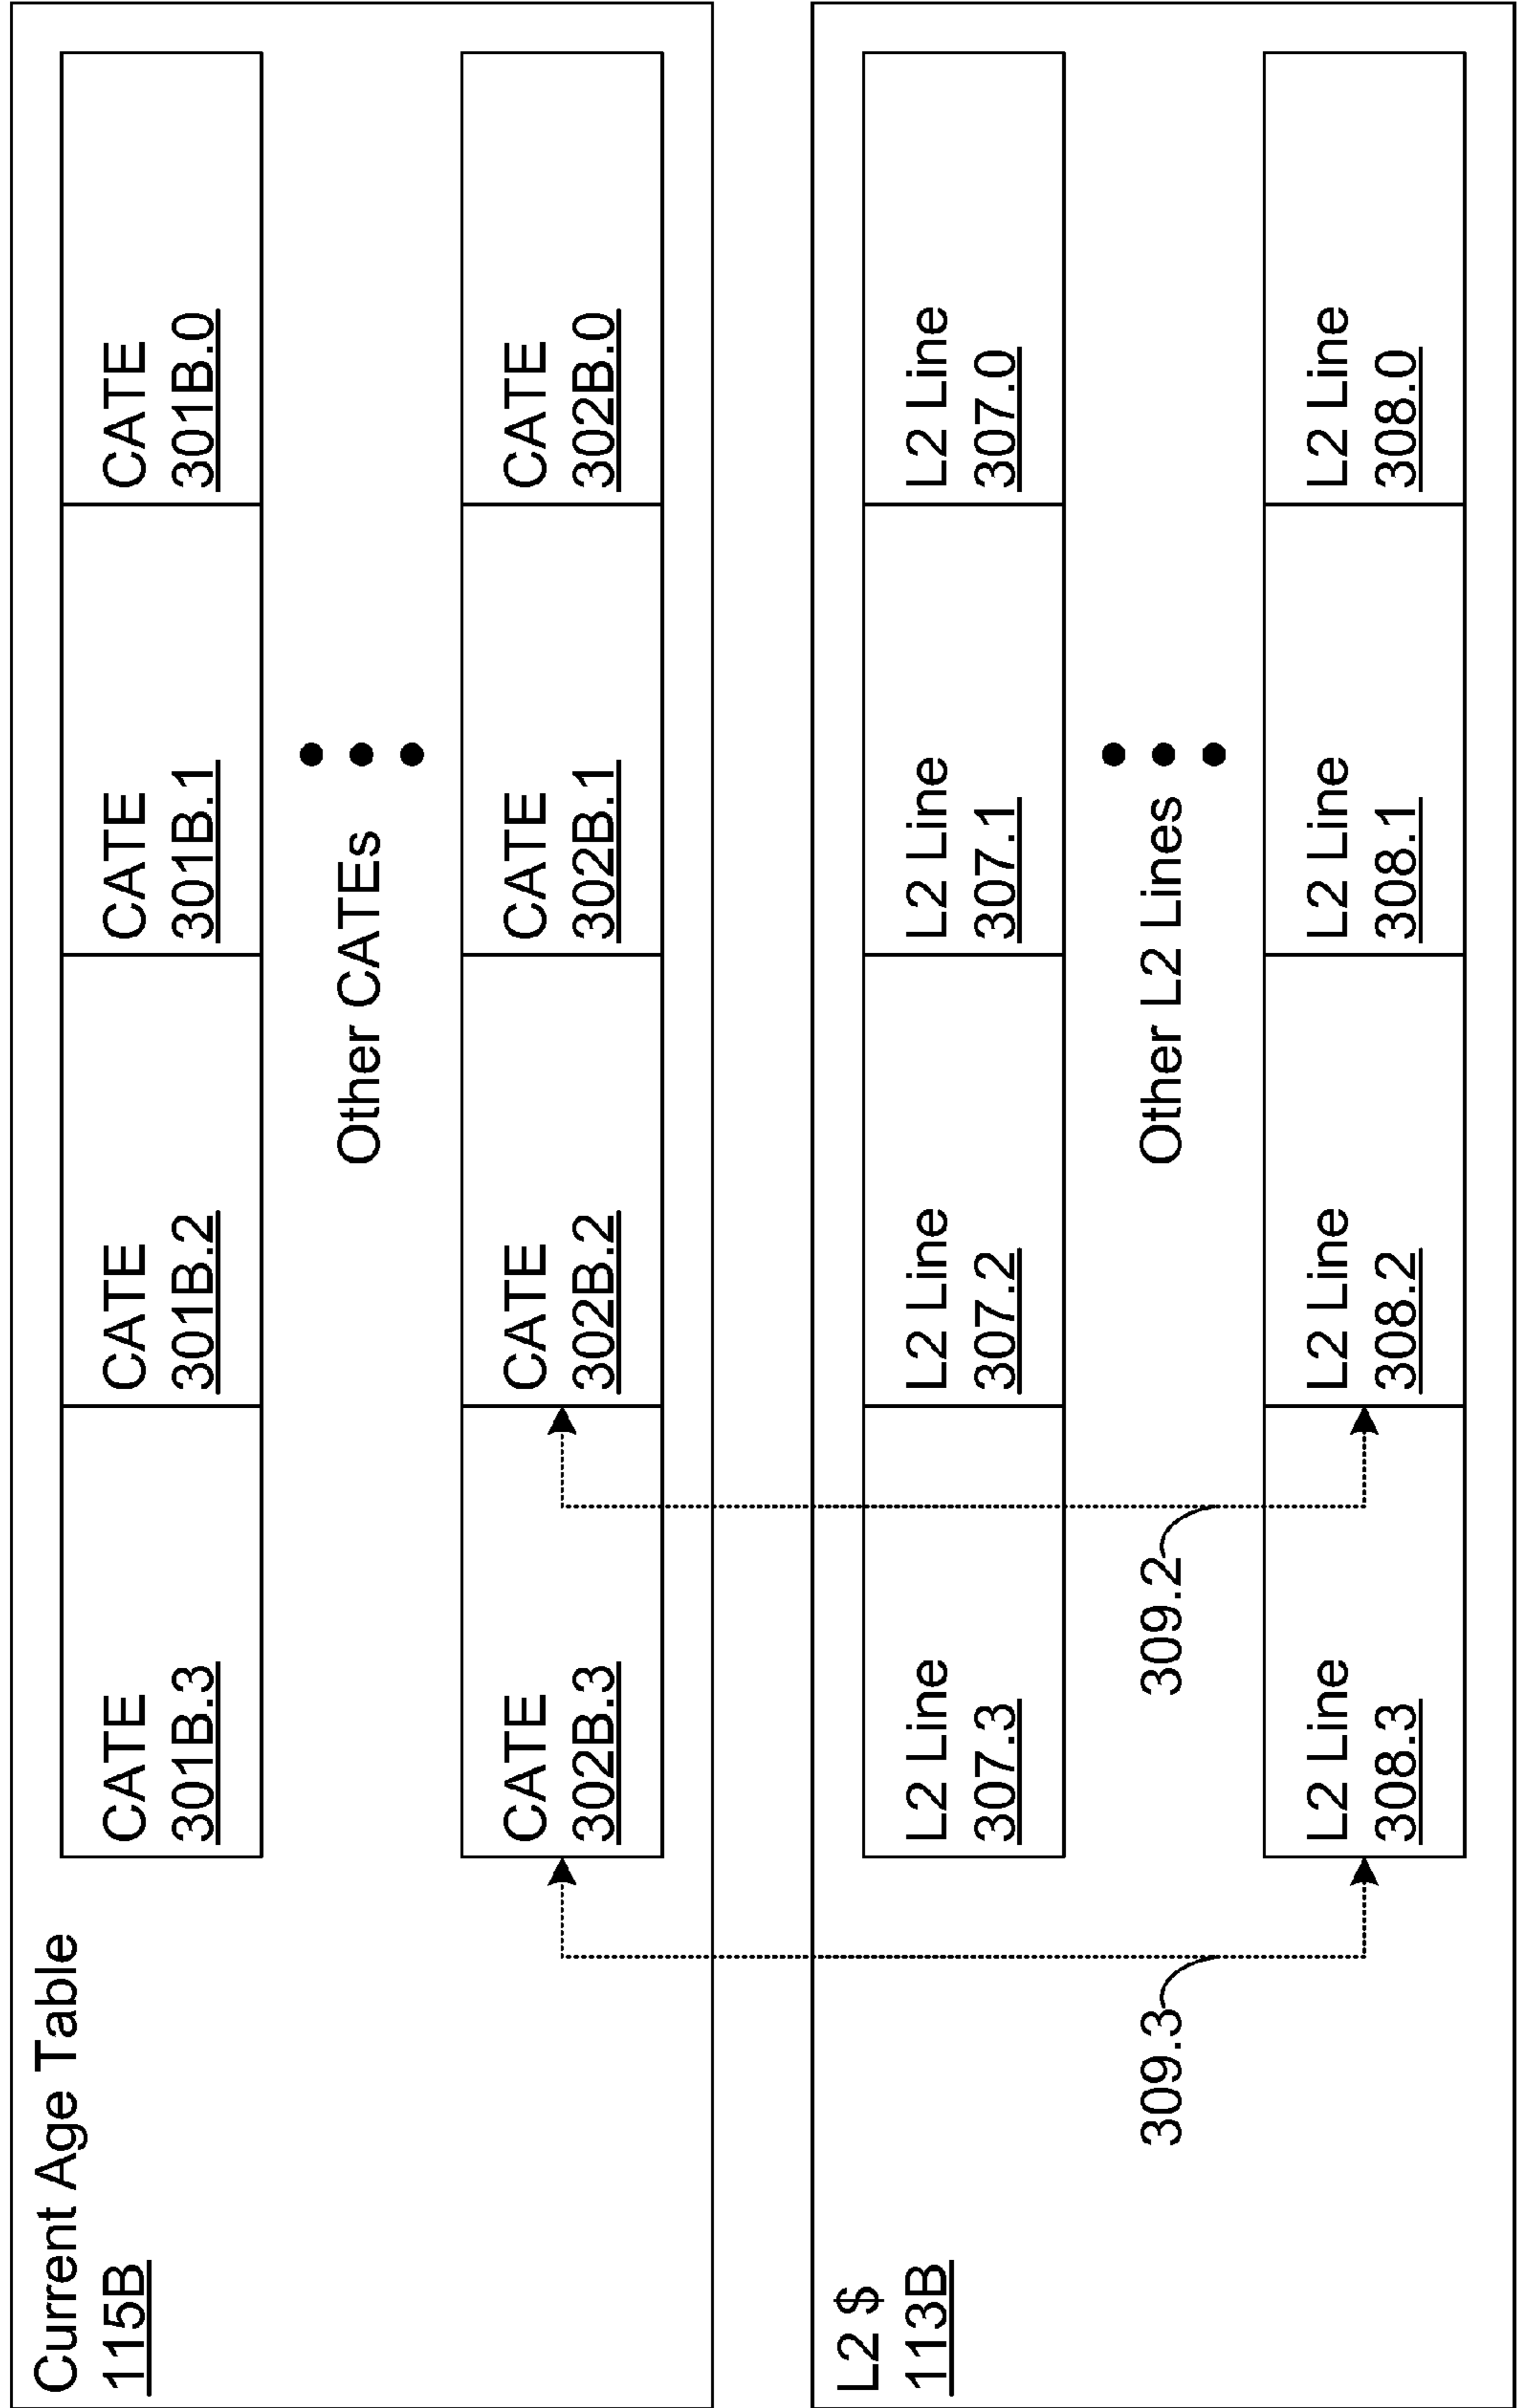 Current Age Table
115B
CATE
301B.3
CATE
301B.2
CATE
301B.1
CATE
301B.0
Other CATEs
CATE
302B.3
CATE
302B.2
CATE
302B.1
CATE
302B.0
L2 $
113B
L2 Line
307.3
L2 Line
307.2
L2 Line
307.1
L2 Line
307.0
309.3
309.2
Other L2 Lines
L2 Line
308.3
L2 Line
308.2
L2 Line
308.1
L2 Line
308.0